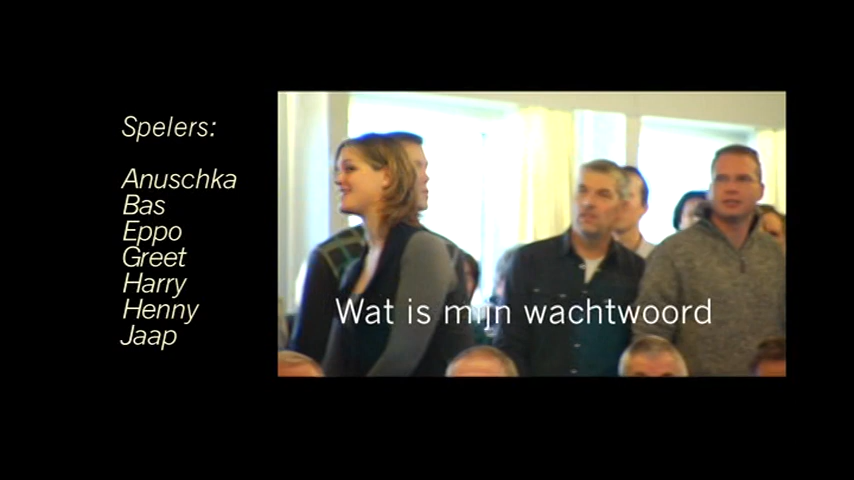 Spelers:
Anuschka
Bas
Eppo
Greet
Harry
Henny
Jaap
Wat is mijn wachtwoord